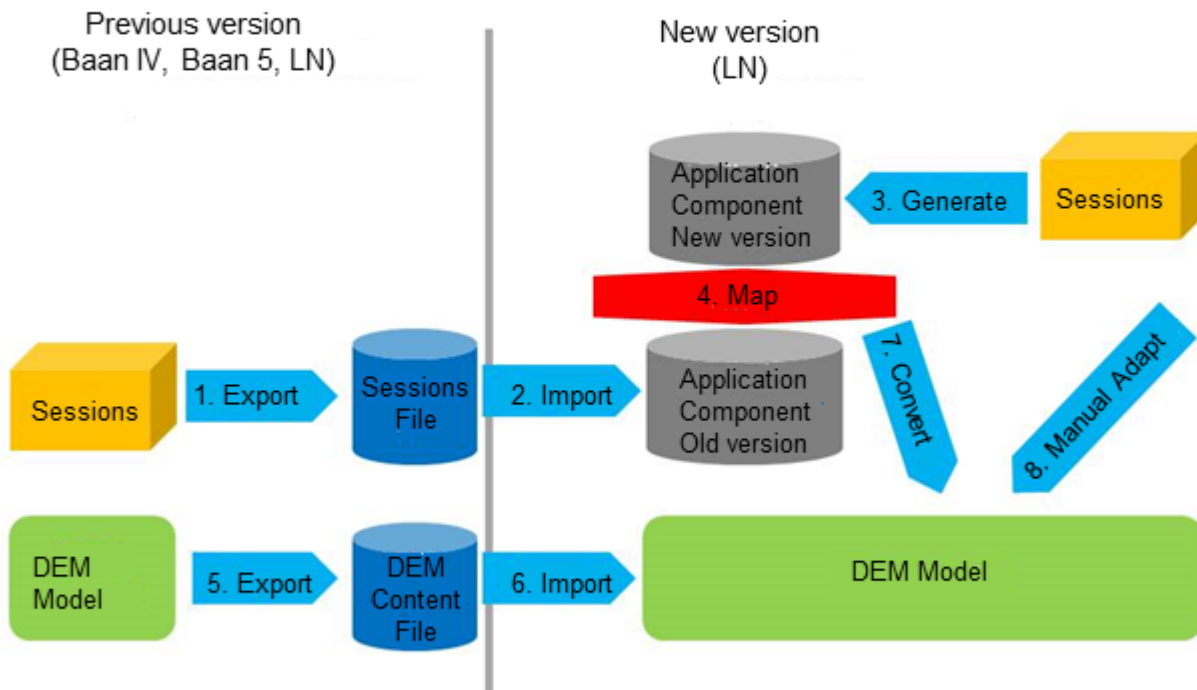 Previous version
(Baan IV, Baan 5, LN)
New version
(LN)
Application
Component
New version
3. Generate
Sessions
4. Map
Sessions
1. Export
Sessions
File
2. Import
Application
Component
Old version
7. Convert
8. Manual Adapt
DEM
Model
5. Export
DEM
Content
File
6. Import
DEM Model